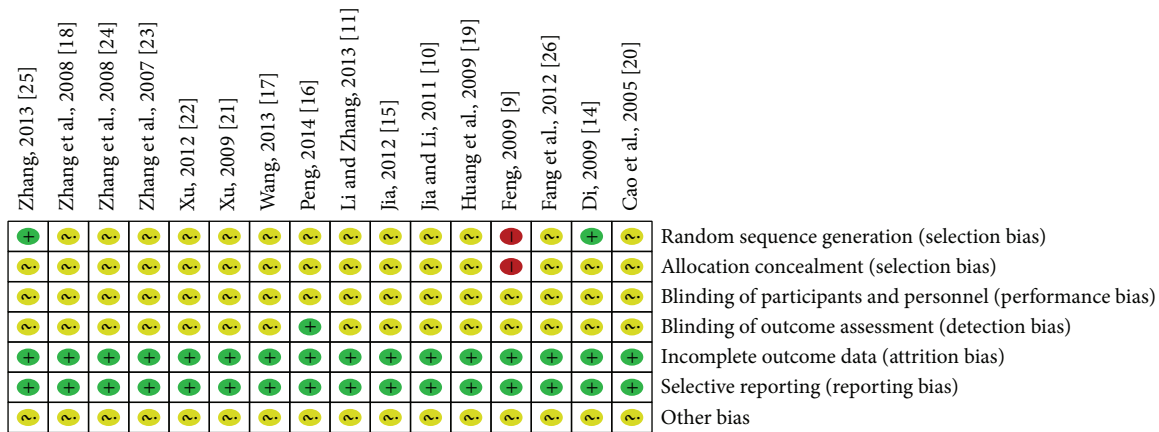 Zhang, 2013 [25]
Zhang et al., 2008 [18]
Zhang et al., 2008 [24]
Zhang et al., 2007 [23]
Xu, 2012 [22]
Xu, 2009 [21]
Wang, 2013 [17]
Peng, 2014 [16]
Li and Zhang, 2013 [11]
Jia, 2012 [15]
Jia and Li, 2011 [10]
Huang et al., 2009 [19]
Feng, 2009 [9]
Fang et al., 2012 [26]
Di, 2009 [14]
Cao et al., 2005 [20]
+ ? ? ? ? ? ? ? ? ? ? ? − ? + ? Random sequence generation (selection bias)
? ? ? ? ? ? ? ? ? ? ? ? − ? ? ? Allocation concealment (selection bias)
? ? ? ? ? ? ? ? ? ? ? ? ? ? ? ? Blinding of participants and personnel (performance bias)
? ? ? ? ? ? ? + ? ? ? ? ? ? ? ? Blinding of outcome assessment (detection bias)
+ + + + + + + + + + + + + + + + Incomplete outcome data (attrition bias)
+ + + + + + + + + + + + + + + + Selective reporting (reporting bias)
? ? ? ? ? ? ? ? ? ? ? ? ? ? ? ? Other bias